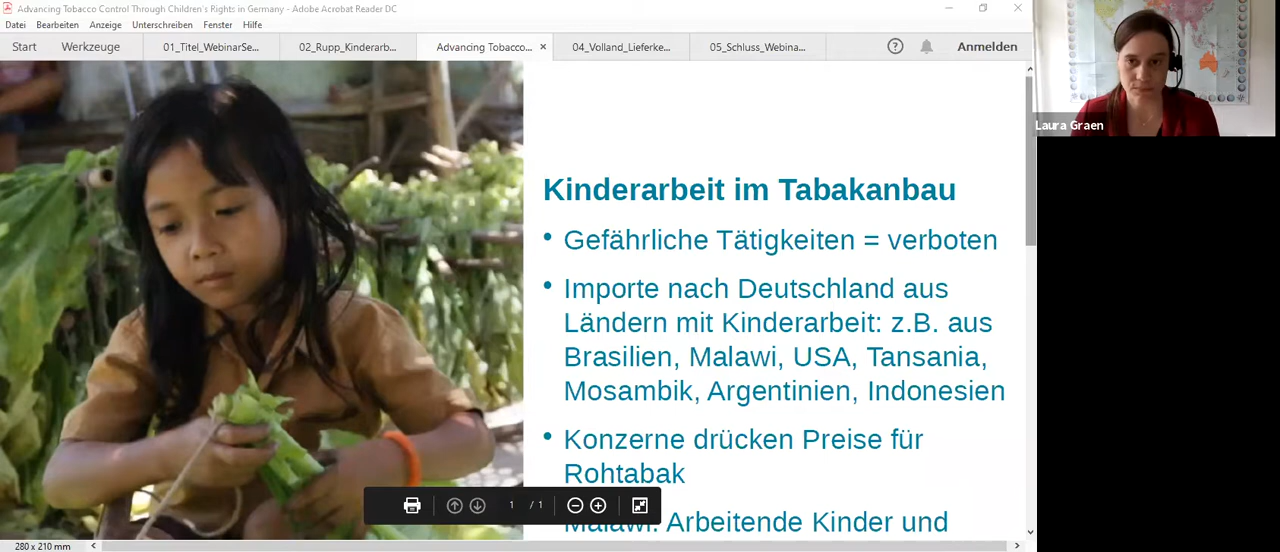 Advancing Tobacco Control Through Children's Rights in Germany - Adobe Acrobat Reader DC
Datei Bearbeiten Anzeige Unterschreiben Fenster Hilfe
Start Werkzeuge 01_Titel_WebinarSe... 02_Rupp_Kinderarb... Advancing Tobacco... × 04_Volland_Lieferke... 05_Schluss_Webina... Anmelden
Laura Graen
Kinderarbeit im Tabakanbau
• Gefährliche Tätigkeiten = verboten
• Importe nach Deutschland aus
Ländern mit Kinderarbeit: z.B. aus
Brasilien, Malawi, USA, Tansania,
Mosambik, Argentinien, Indonesien
• Konzerne drücken Preise für
Rohtabak
1 / 1
Malawi: Arbeitende Kinder und
280 x 210 mm